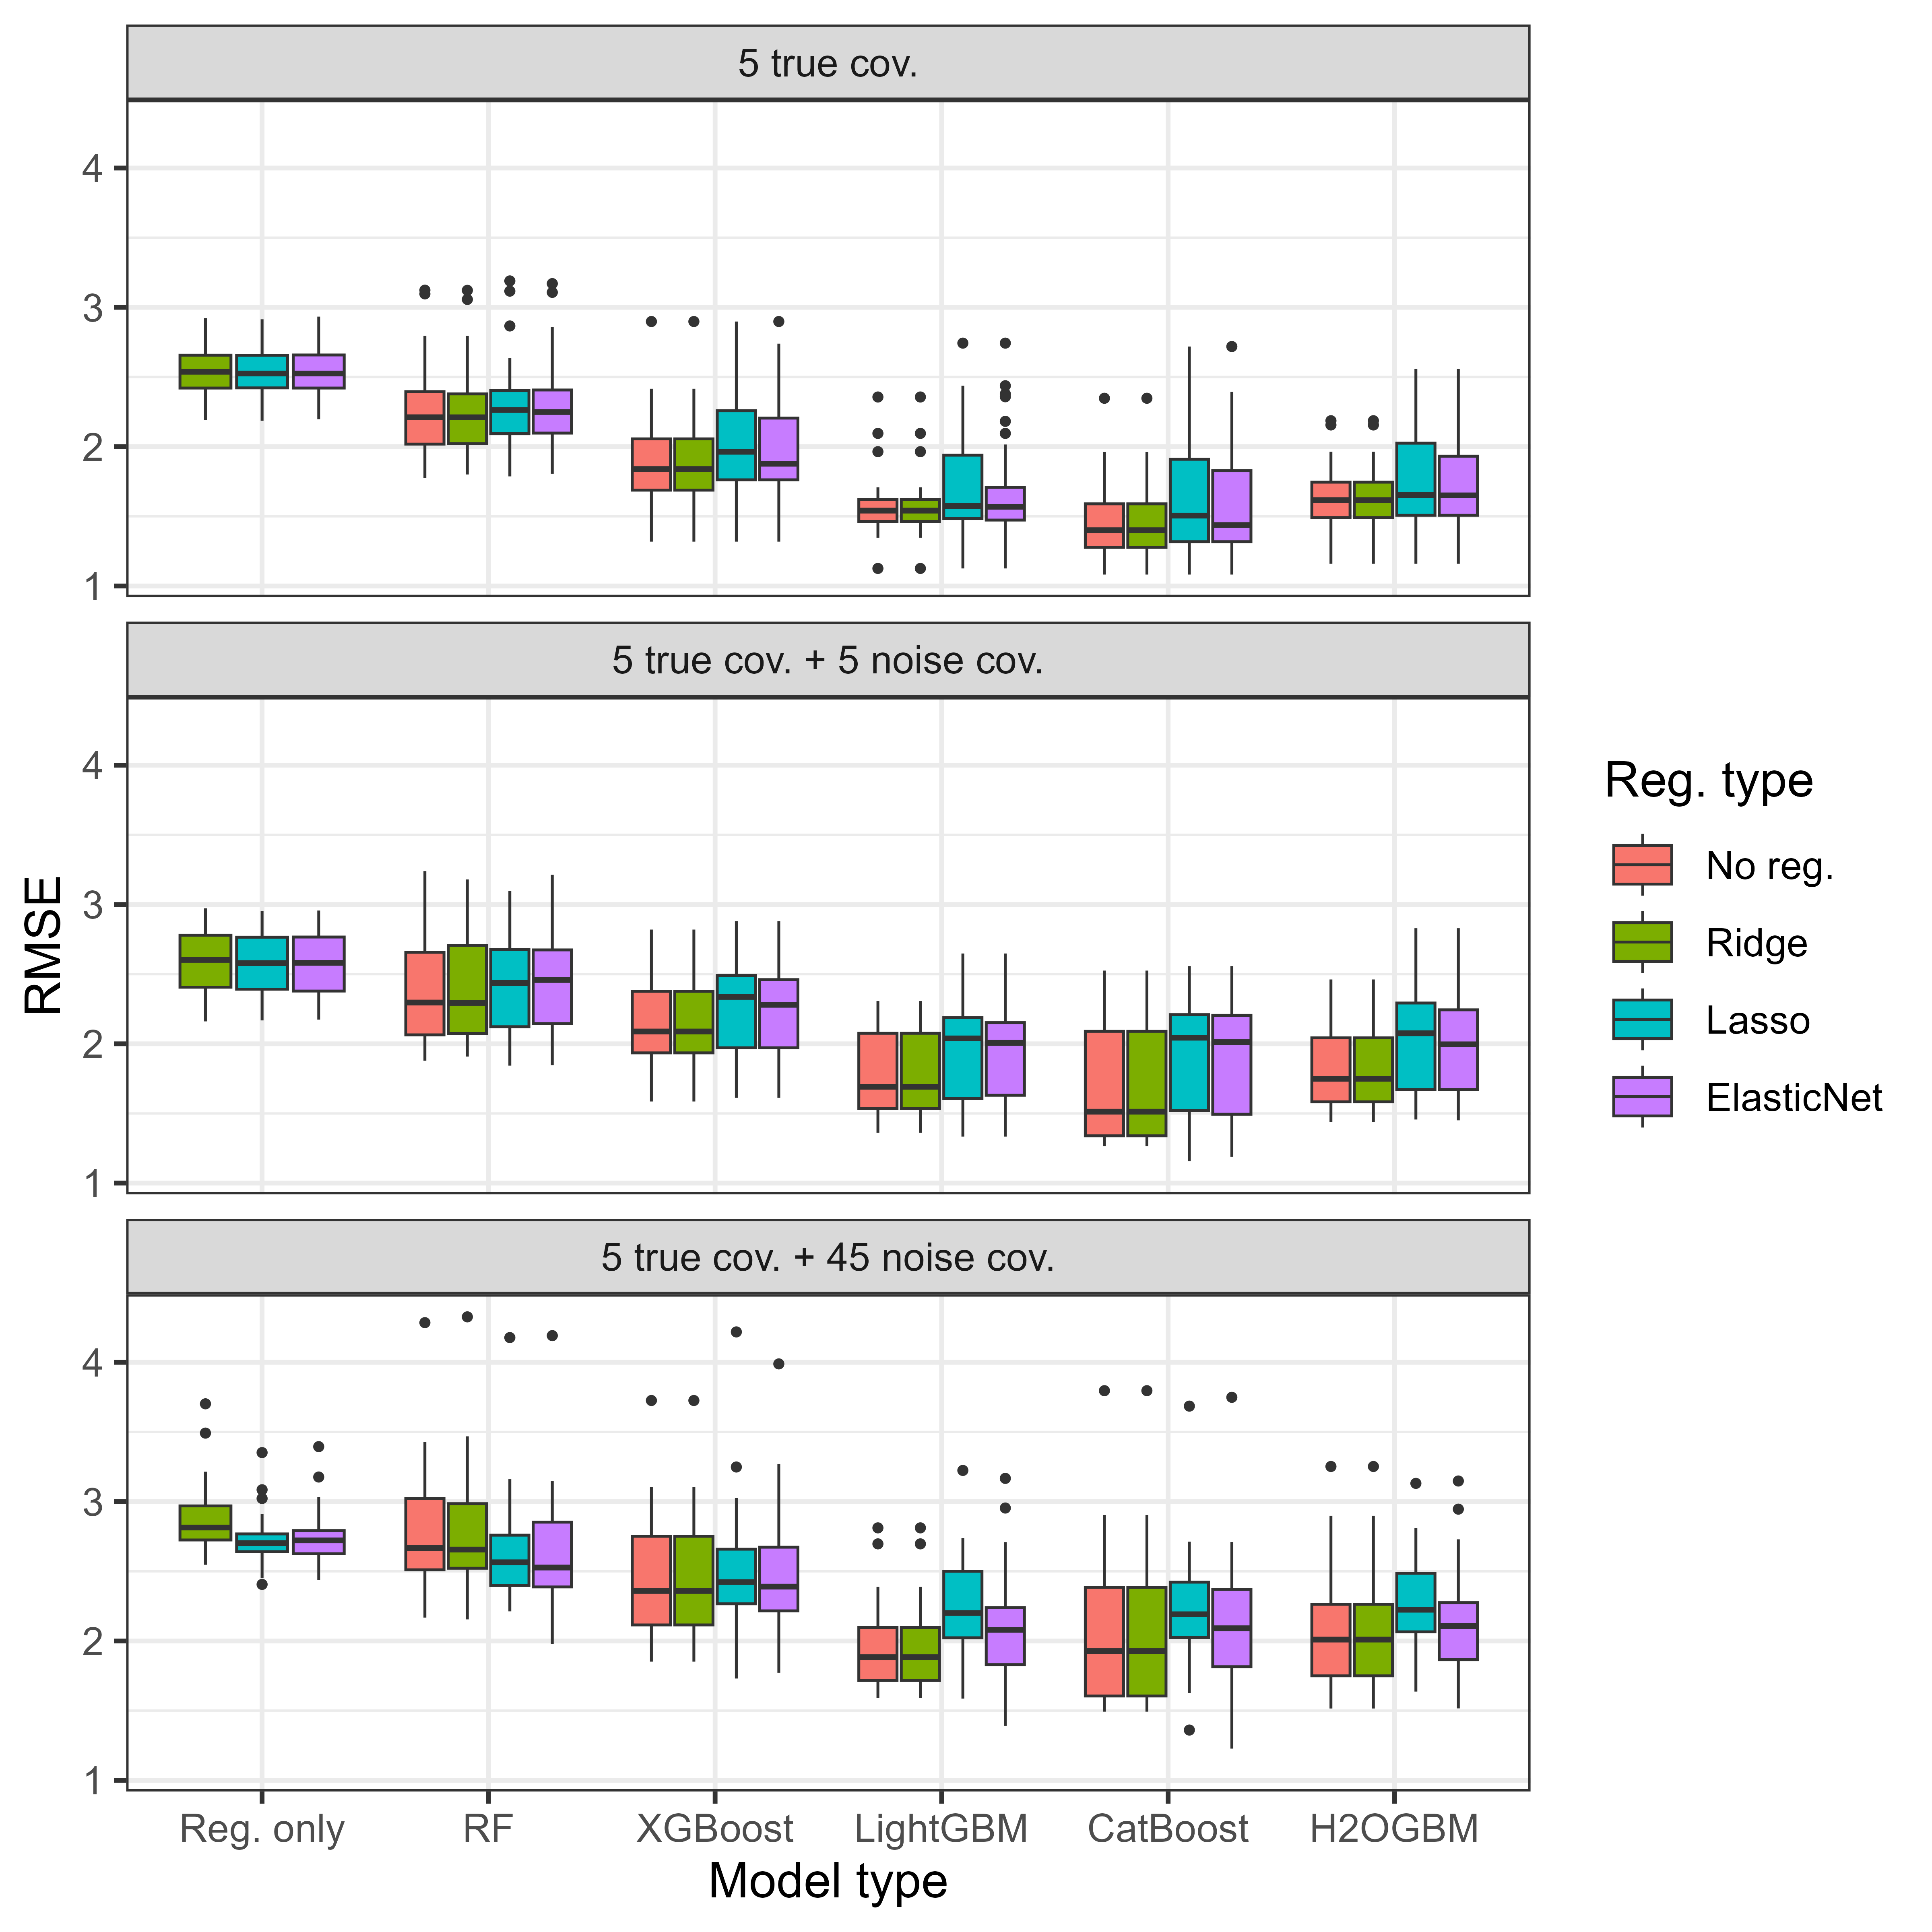 5 true cov.
4
3
2
1
5 true cov. + 5 noise cov.
4
3
2
1
5 true cov. + 45 noise cov.
4
3
2
1
RMSE
Reg. only RF XGBoost LightGBM CatBoost H2OGBM
Model type
Reg. type
No reg.
Ridge
Lasso
ElasticNet